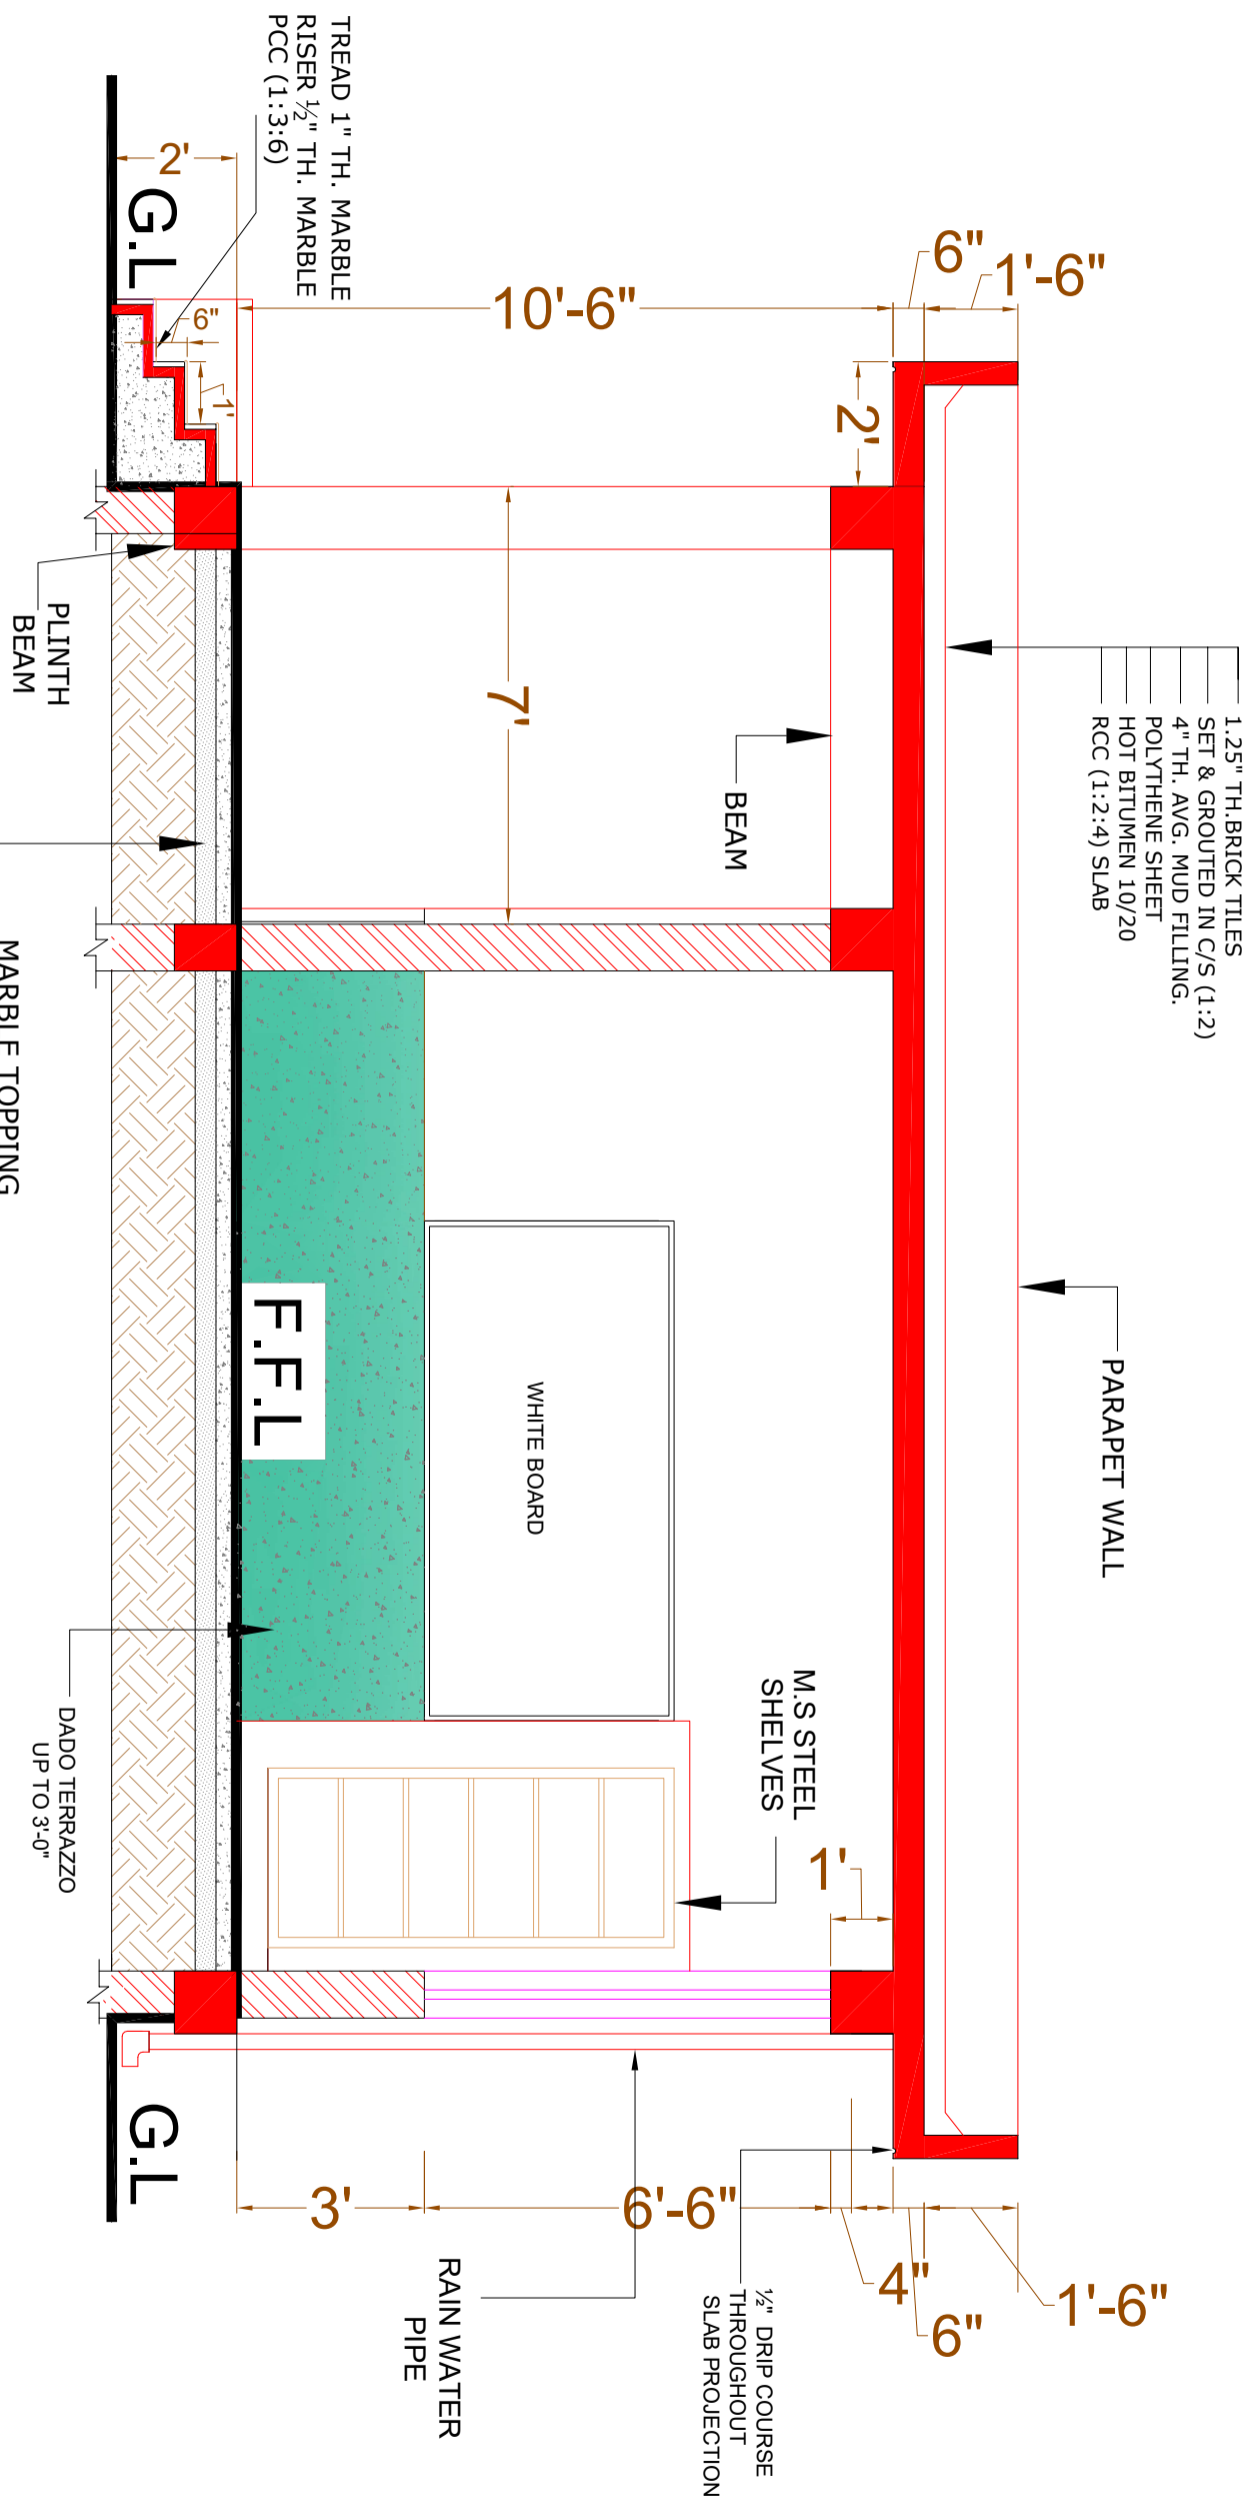 1.25" TH.BRICK TILES
SET & GROUTED IN C/S (1:2)
4" TH. AVG. MUD FILLING.
POLYTHENE SHEET
HOT BITUMEN 10/20
RCC (1:2:4) SLAB
PARAPET WALL
1'-6"
6"
2'
10'-6"
7'
BEAM
TREAD 1" TH. MARBLE
RISER ½" TH. MARBLE
PCC (1:3:6)
2'
G.L
6"
1'
PLINTH
BEAM
WHITE BOARD
F.F.L
M.S STEEL
SHELVES
1'
DADO TERRAZZO
UP TO 3'-0"
MARBLE TOPPING
1'-6"
6"
4"
6'-6"
3'
G.L
½" DRIP COURSE
THROUGHOUT
SLAB PROJECTION
RAIN WATER
PIPE